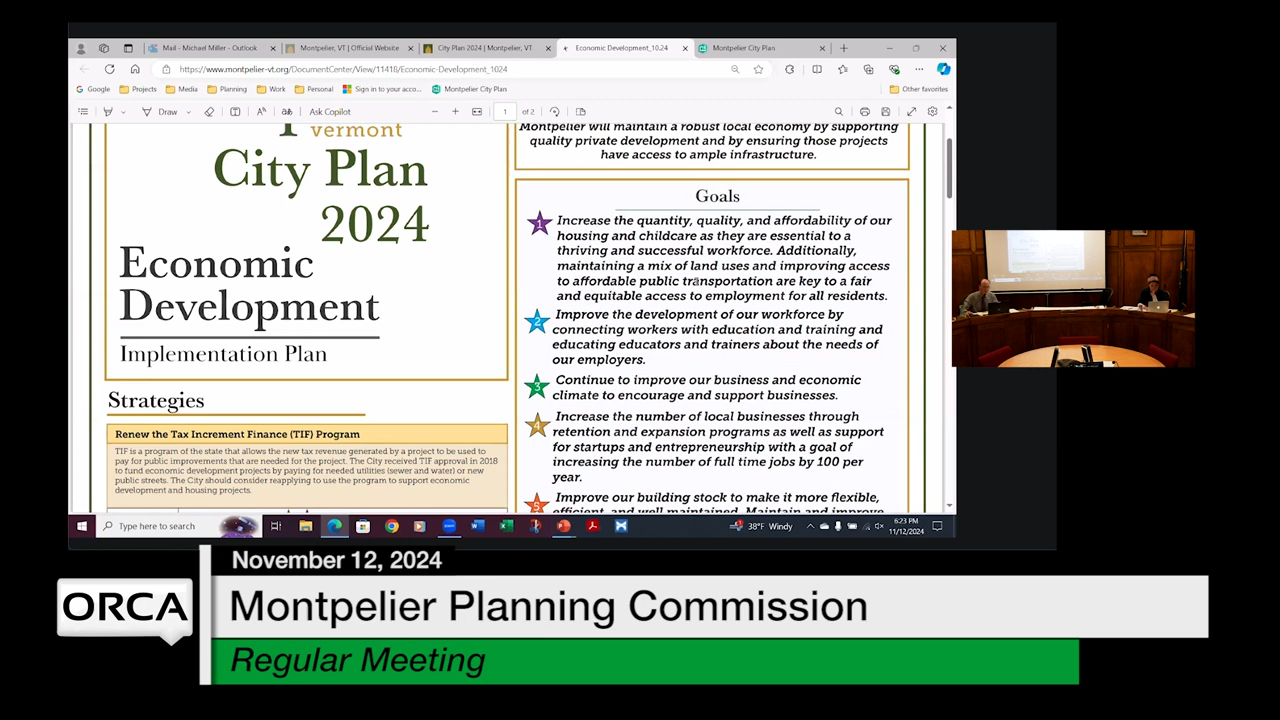 Mail - Michael Miller - Outlook
Montpelier, VT | Official Website
City Plan 2024 | Montpelier, VT
Economic Development_10.24
Montpelier City Plan
https://www.montpelier-vt.org/DocumentCenter/View/11418/Economic-Development_1024
Google
Projects
Media
Planning
Work
Personal
Sign in to your acco...
Montpelier City Plan
Other favorites
Draw
Ask Copilot
1 of 2
vermont
City Plan
2024
Economic
Development
Implementation Plan
Strategies
Renew the Tax Increment Finance (TIF) Program
TIF is a program of the state that allows the new tax revenue generated by a project to be used to
pay for public improvements that are needed for the project. The City received TIF approval in 2018
to fund economic development projects by paying for needed utilities (sewer and water) or new
public streets. The City should consider reapplying to use the program to support economic
development and housing projects.
Montpelier will maintain a robust local economy by supporting
quality private development and by ensuring those projects
have access to ample infrastructure.
Goals
1
Increase the quantity, quality, and affordability of our
housing and childcare as they are essential to a
thriving and successful workforce. Additionally,
maintaining a mix of land uses and improving access
to affordable public transportation are key to a fair
and equitable access to employment for all residents.
2
Improve the development of our workforce by
connecting workers with education and training and
educating educators and trainers about the needs of
our employers.
3
Continue to improve our business and economic
climate to encourage and support businesses.
4
Increase the number of local businesses through
retention and expansion programs as well as support
for startups and entrepreneurship with a goal of
increasing the number of full time jobs by 100 per
year.
5
Improve our building stock to make it more flexible,
efficient, and well maintained. Maintain and improve
Type here to search
38°F Windy
6:23 PM
11/12/2024
November 12, 2024
ORCA
Montpelier Planning Commission
Regular Meeting